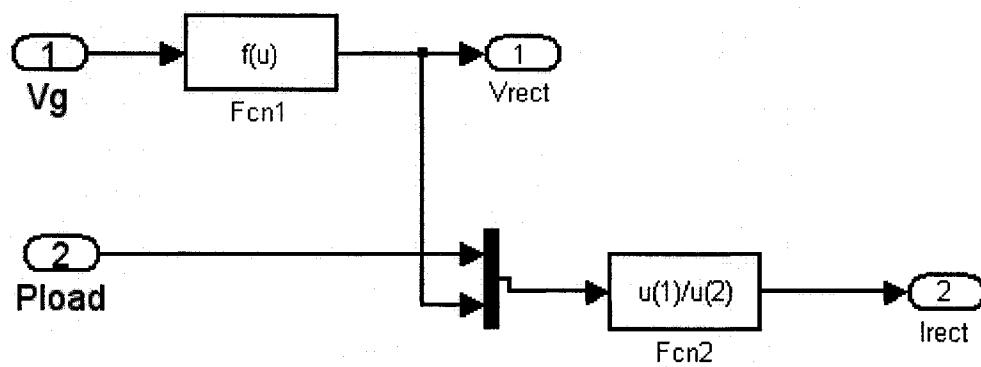 1
Vg
f(u)
Fcn1
1
Vrect
2
Pload
u(1)/u(2)
Fcn2
2
Irect